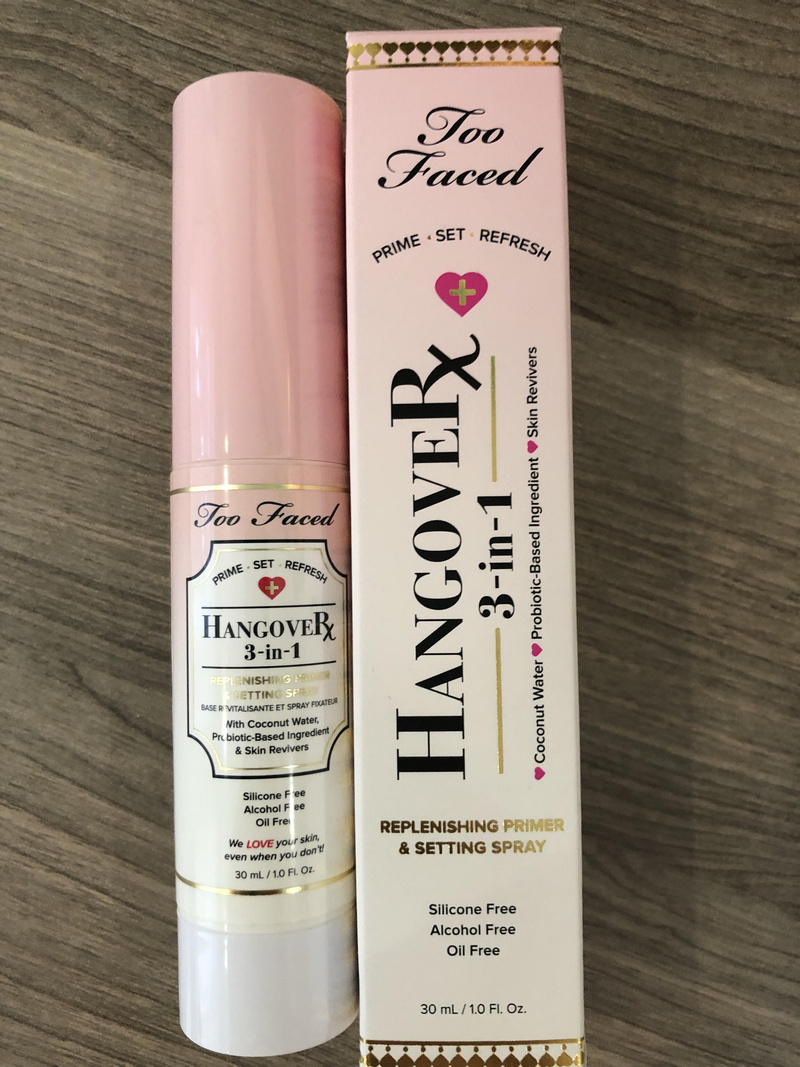 Too Faced
PRIME · SET · REFRESH
HANGOVERx
3-in-1
REPLENISHING PRIMER
& SETTING SPRAY
BASE REVITALISANTE ET SPRAY FIXATEUR
With Coconut Water,
Probiotic-Based Ingredient
& Skin Revivers
Silicone Free
Alcohol Free
Oil Free
We LOVE your skin,
even when you don't!
30 mL / 1.0 Fl. Oz.
Too
Faced
PRIME · SET · REFRESH
HANGOVERx
3-in-1
Coconut Water Probiotic-Based Ingredient Skin Revivers
REPLENISHING PRIMER
& SETTING SPRAY
Silicone Free
Alcohol Free
Oil Free
30 mL / 1.0 Fl. Oz.